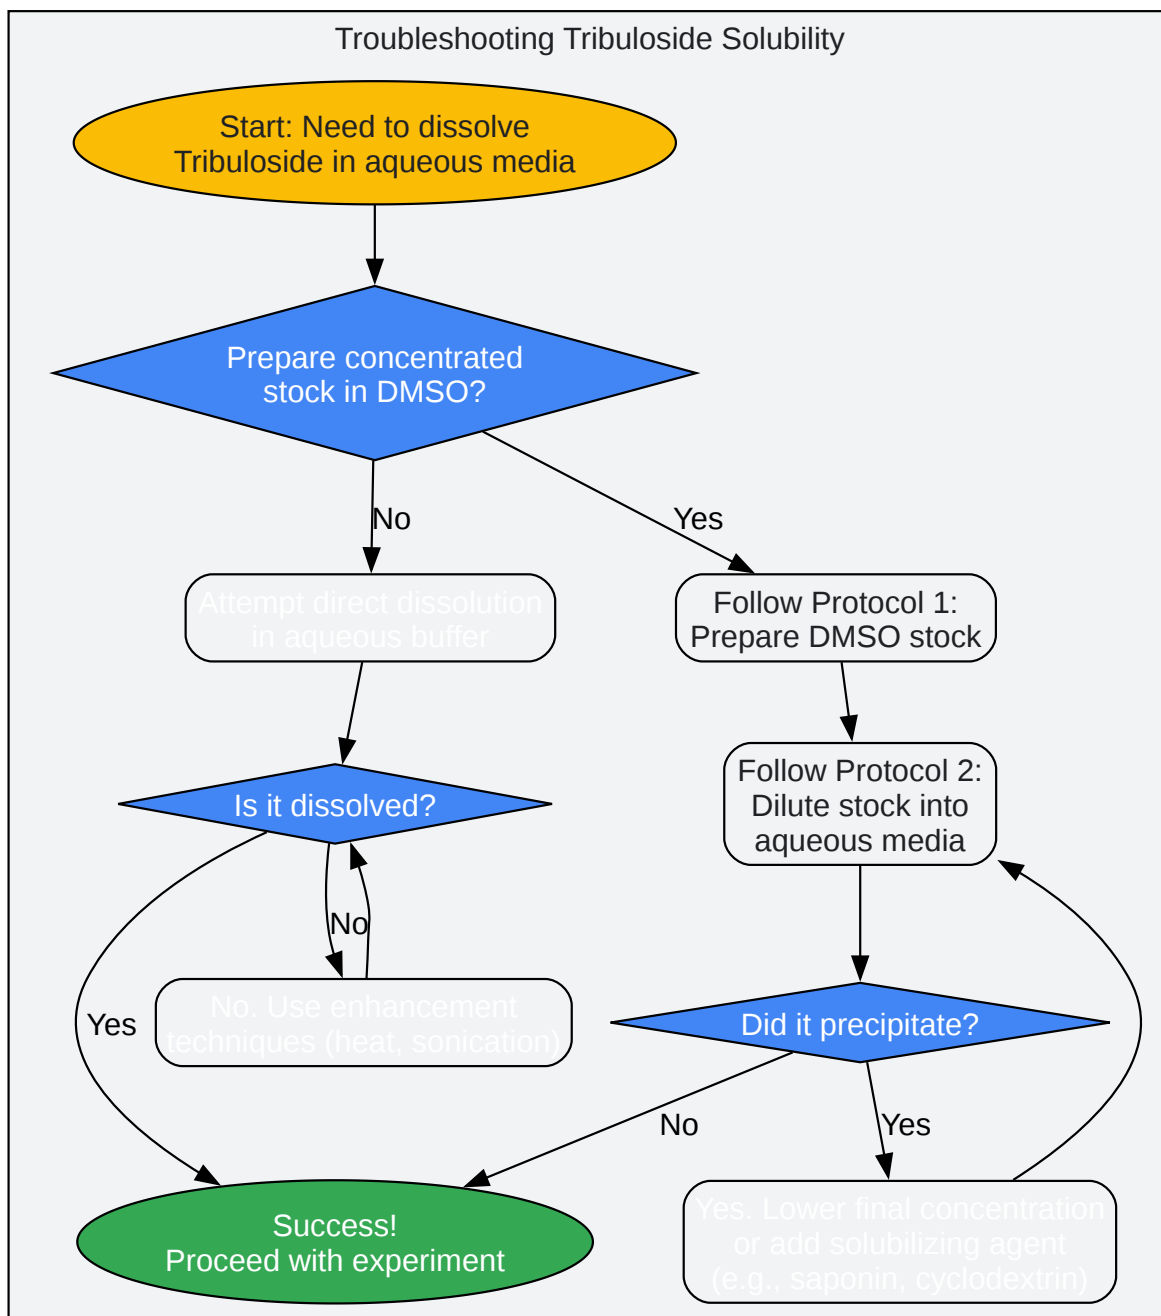 Troubleshooting Tribuloside Solubility
Start: Need to dissolve
Tribuloside in aqueous media
Prepare concentrated
stock in DMSO?
No
Yes
Attempt direct dissolution
in aqueous buffer
Follow Protocol 1:
Prepare DMSO stock
Is it dissolved?
Follow Protocol 2:
Dilute stock into
aqueous media
No
Yes
No. Use enhancement
techniques (heat, sonication)
Did it precipitate?
No
Yes
Success!
Proceed with experiment
Yes. Lower final concentration
or add solubilizing agent
(e.g., saponin, cyclodextrin)